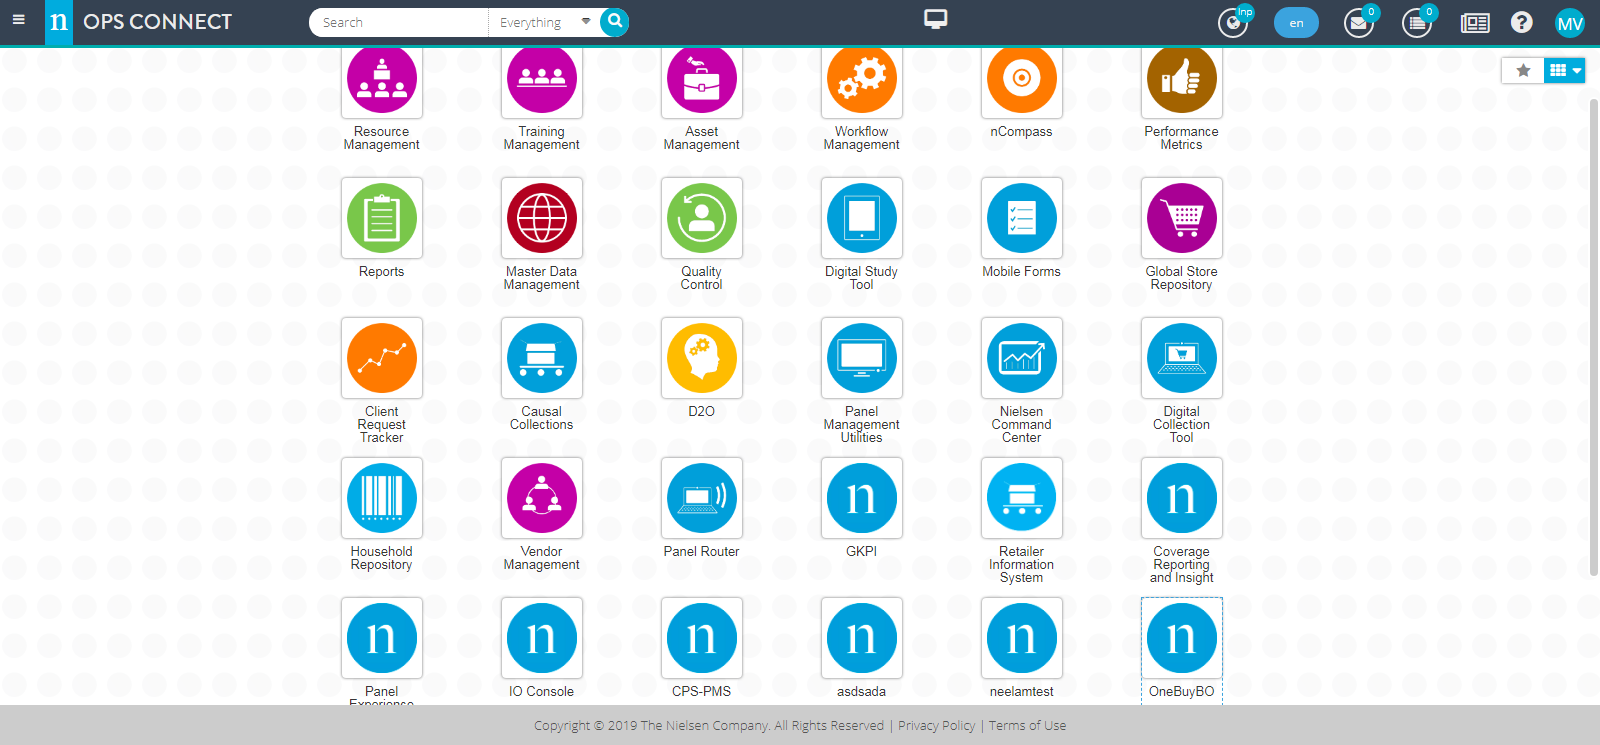 n OPS CONNECT Search Everything Inp en 0 0 ? MV
Resource Training Asset Workflow nCompass Performance
Management Management Management Management Metrics
Reports Master Data Quality Digital Study Mobile Forms Global Store
Management Control Tool Repository
Client Causal D2O Panel Nielsen Digital
Request Collections Management Command Collection
Tracker Utilities Center Tool
n n
Household Vendor Panel Router GKPI Retailer Coverage
Repository Management Information Reporting
System and Insight
n n n n n n
Panel IO Console CPS-PMS asdsada neelamtest OneBuyBO
Experience
Copyright © 2019 The Nielsen Company. All Rights Reserved | Privacy Policy | Terms of Use